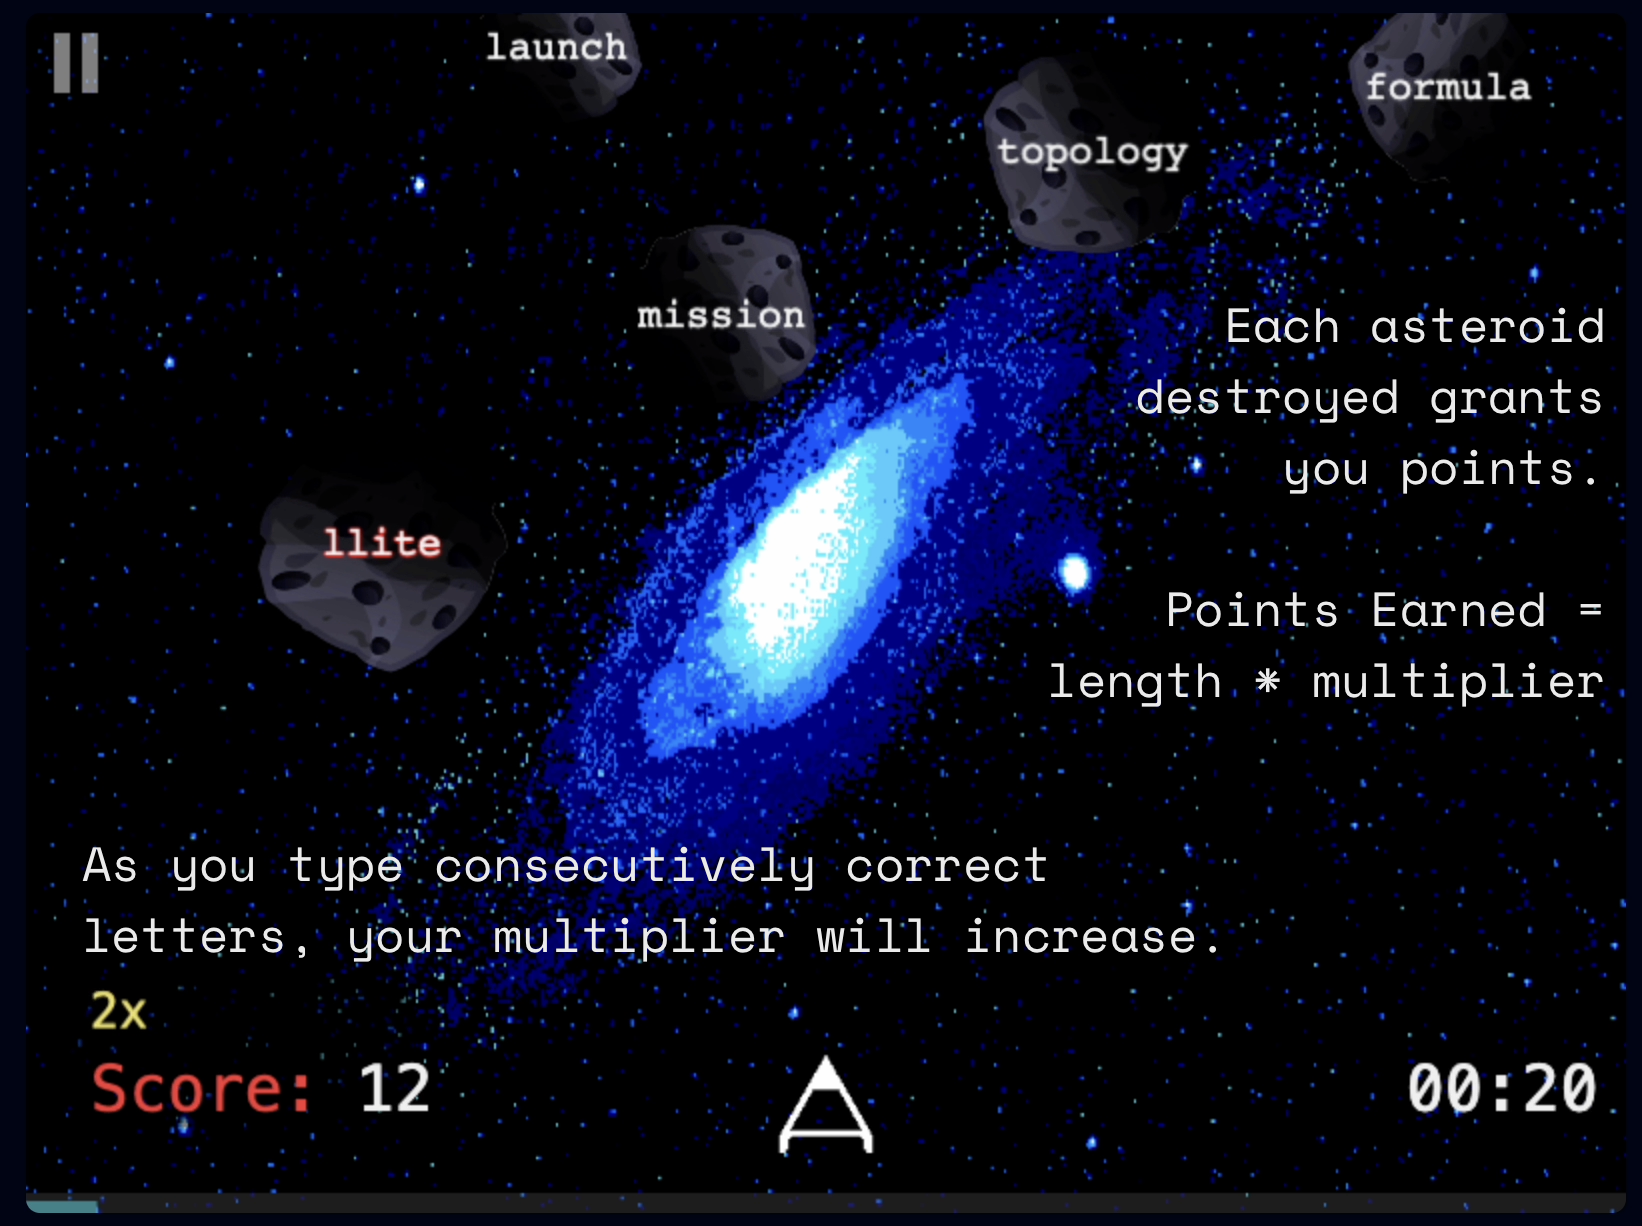 launch
formula
topology
mission
Each asteroid
destroyed grants
you points.
llite
Points Earned =
length * multiplier
As you type consecutively correct
letters, your multiplier will increase.
2x
Score: 12
00:20